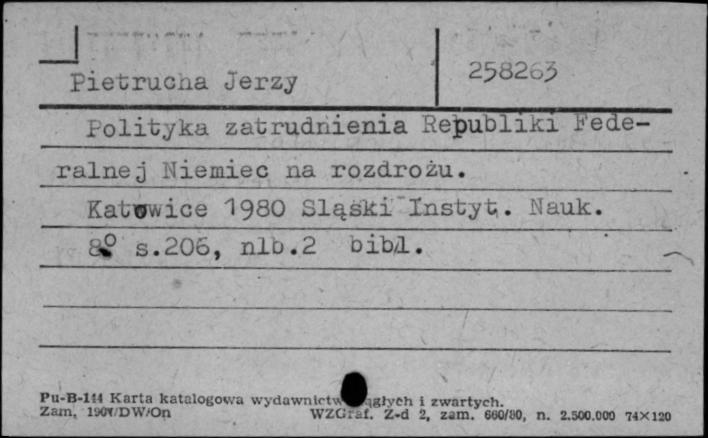 Pietrucha Jerzy
258263
Polityka zatrudnienia Republiki Fede-
ralnej Niemiec na rozdrożu.
Katowice 1980 Sląski Instyt. Nauk.
8° s.206, nlb.2 bibl.
Pu-B-144 Karta katalogowa wydawnictw ciągłych i zwartych.
Zam. DW/On WZGraf. Z-d 2, zam. 660/80, n. 2.500.000 74×120